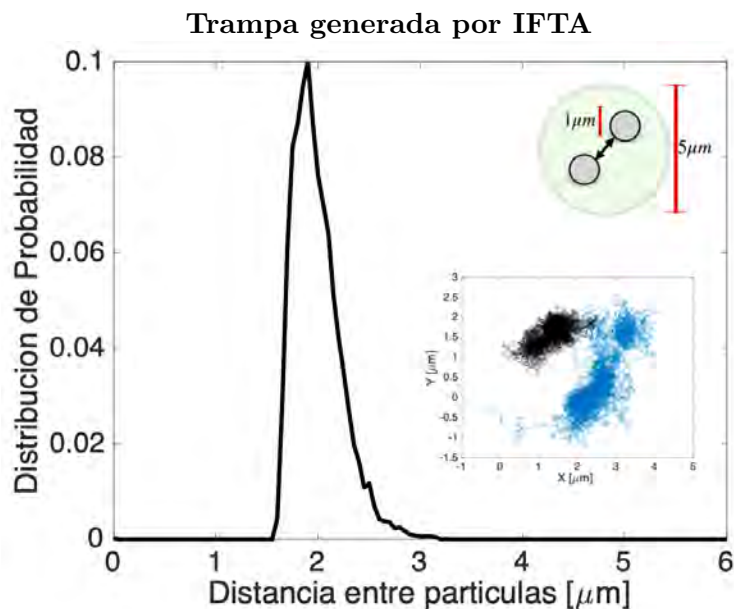 Trampa generada por IFTA
Distribucion de Probabilidad
0.1
0.08
0.06
0.04
0.02
0
0 1 2 3 4 5 6
Distancia entre particulas [μm]
1μm
5μm
Y [μm]
3
2.5
2
1.5
1
0.5
0
-0.5
-1
-1.5
-1 0 1 2 3 4 5
X [μm]